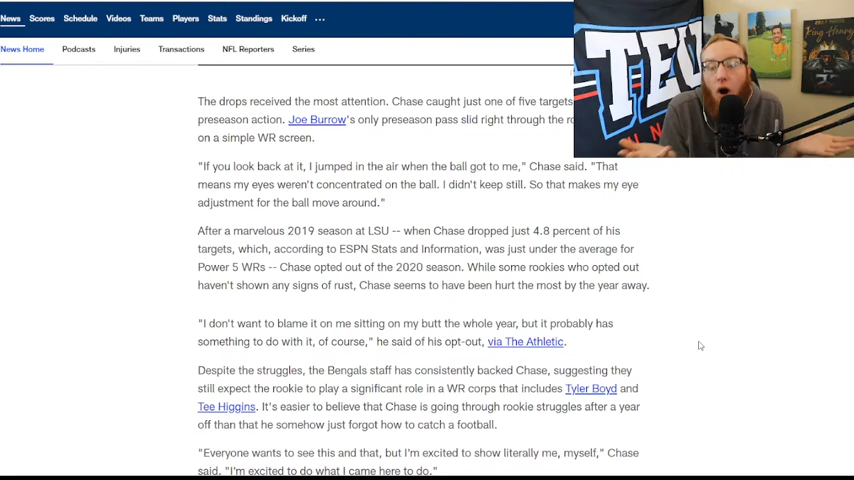 News Scores Schedule Videos Teams Players Stats Standings Kickoff ...
News Home Podcasts Injuries Transactions NFL Reporters Series
The drops received the most attention. Chase caught just one of five targets
preseason action. Joe Burrow's only preseason pass slid right through the
on a simple WR screen.
"If you look back at it, I jumped in the air when the ball got to me," Chase said. "That
means my eyes weren't concentrated on the ball. I didn't keep still. So that makes my eye
adjustment for the ball move around."
After a marvelous 2019 season at LSU -- when Chase dropped just 4.8 percent of his
targets, which, according to ESPN Stats and Information, was just under the average for
Power 5 WRs -- Chase opted out of the 2020 season. While some rookies who opted out
haven't shown any signs of rust, Chase seems to have been hurt the most by the year away.
"I don't want to blame it on me sitting on my butt the whole year, but it probably has
something to do with it, of course," he said of his opt-out, via The Athletic.
Despite the struggles, the Bengals staff has consistently backed Chase, suggesting they
still expect the rookie to play a significant role in a WR corps that includes Tyler Boyd and
Tee Higgins. It's easier to believe that Chase is going through rookie struggles after a year
off than that he somehow just forgot how to catch a football.
"Everyone wants to see this and that, but I'm excited to show literally me, myself," Chase
said. "I'm excited to do what I came here to do."
KING HENRY